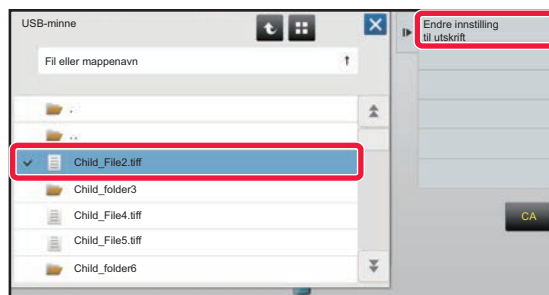 USB-minne
Endre innstilling
til utskrift
Fil eller mappenavn
.
..
Child_File2.tiff
Child_folder3
Child_File4.tiff
Child_File5.tiff
Child_folder6
CA